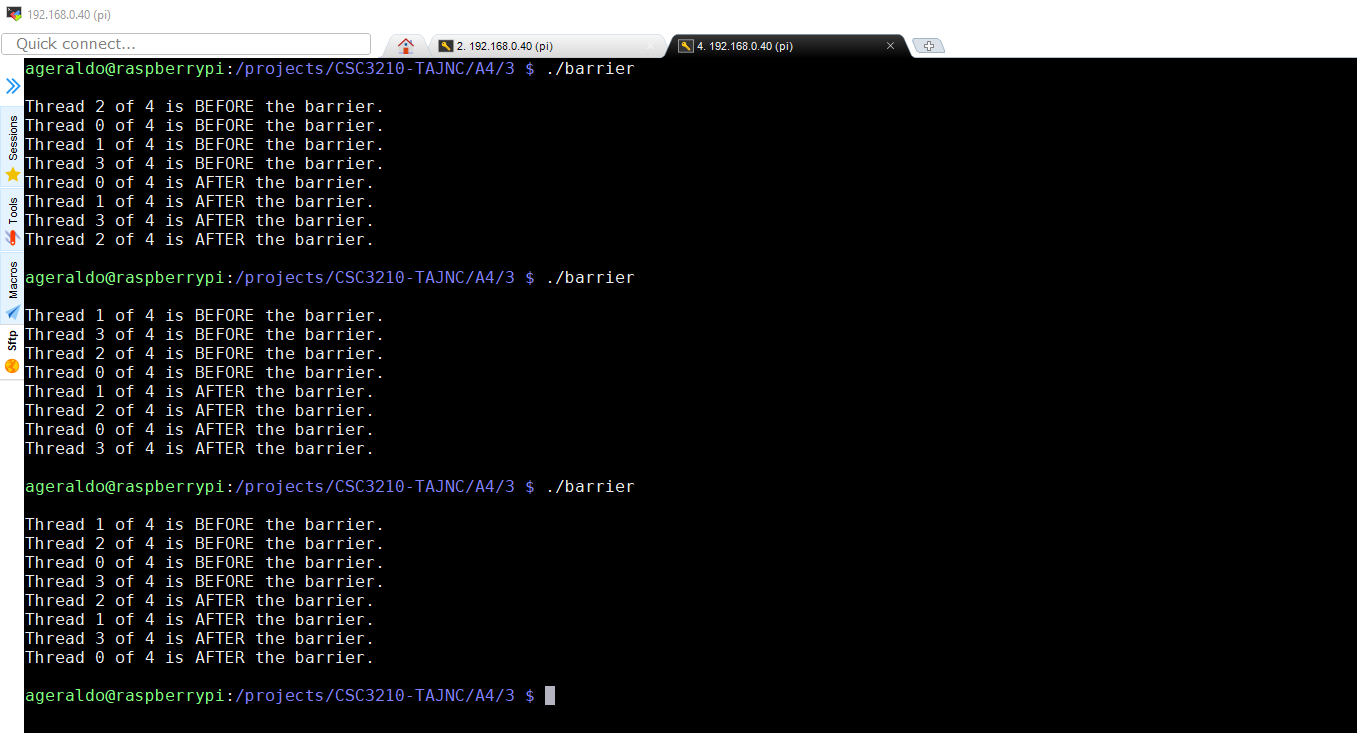 192.168.0.40 (pi)
Quick connect...
2. 192.168.0.40 (pi)
4. 192.168.0.40 (pi)
Sessions
Tools
Macros
Sftp
ageraldo@raspberrypi:/projects/CSC3210-TAJNC/A4/3 $ ./barrier
Thread 2 of 4 is BEFORE the barrier.
Thread 0 of 4 is BEFORE the barrier.
Thread 1 of 4 is BEFORE the barrier.
Thread 3 of 4 is BEFORE the barrier.
Thread 0 of 4 is AFTER the barrier.
Thread 1 of 4 is AFTER the barrier.
Thread 3 of 4 is AFTER the barrier.
Thread 2 of 4 is AFTER the barrier.
ageraldo@raspberrypi:/projects/CSC3210-TAJNC/A4/3 $ ./barrier
Thread 1 of 4 is BEFORE the barrier.
Thread 3 of 4 is BEFORE the barrier.
Thread 2 of 4 is BEFORE the barrier.
Thread 0 of 4 is BEFORE the barrier.
Thread 1 of 4 is AFTER the barrier.
Thread 2 of 4 is AFTER the barrier.
Thread 0 of 4 is AFTER the barrier.
Thread 3 of 4 is AFTER the barrier.
ageraldo@raspberrypi:/projects/CSC3210-TAJNC/A4/3 $ ./barrier
Thread 1 of 4 is BEFORE the barrier.
Thread 2 of 4 is BEFORE the barrier.
Thread 0 of 4 is BEFORE the barrier.
Thread 3 of 4 is BEFORE the barrier.
Thread 2 of 4 is AFTER the barrier.
Thread 1 of 4 is AFTER the barrier.
Thread 3 of 4 is AFTER the barrier.
Thread 0 of 4 is AFTER the barrier.
ageraldo@raspberrypi:/projects/CSC3210-TAJNC/A4/3 $